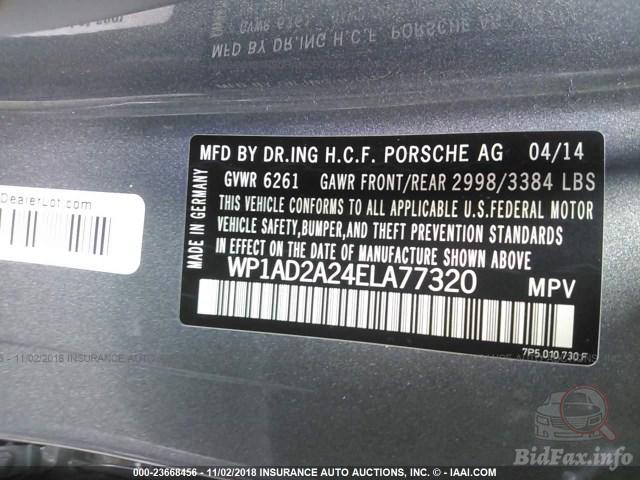 MFD BY DR.ING H.C.F. PORSCHE AG
MFD BY DR.ING H.C.F. PORSCHE AG 04/14
GVWR 6261 GAWR FRONT/REAR 2998/3384 LBS
THIS VEHICLE CONFORMS TO ALL APPLICABLE U.S.FEDERAL MOTOR
VEHICLE SAFETY,BUMPER,AND THEFT PREVENTION STANDARDS
IN EFFECT ON THE DATE OF MANUFACTURE SHOWN ABOVE
MADE IN GERMANY
WP1AD2A24ELA77320 MPV
7P5.010.730.F
DealerLot.com
000-23668456 - 11/02/2018 INSURANCE AUTO AUCTIONS, INC. - IAAI.COM
BidFax.info